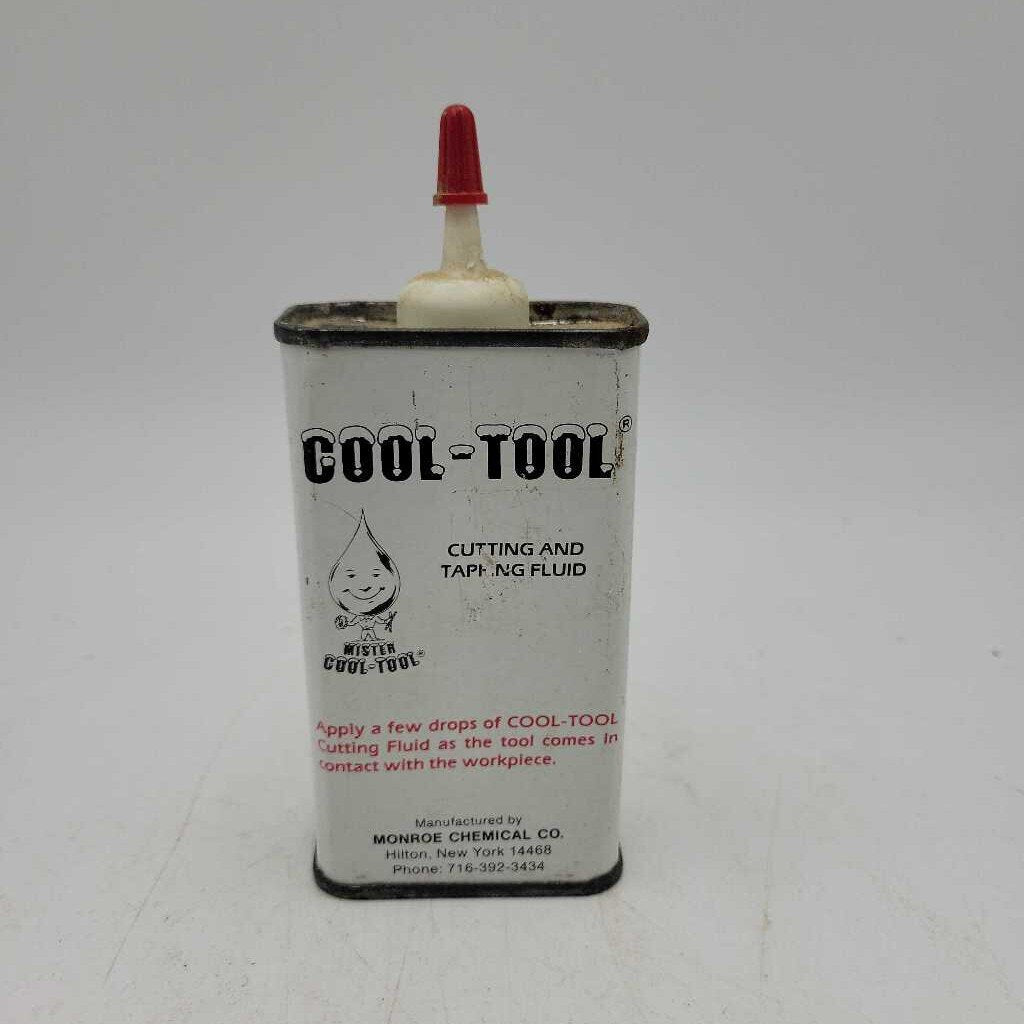 COOL-TOOL®
CUTTING AND
TAPPING FLUID
MISTER
COOL-TOOL®
Apply a few drops of COOL-TOOL
Cutting Fluid as the tool comes in
contact with the workpiece.
Manufactured by
MONROE CHEMICAL CO.
Hilton, New York 14468
Phone: 716-392-3434